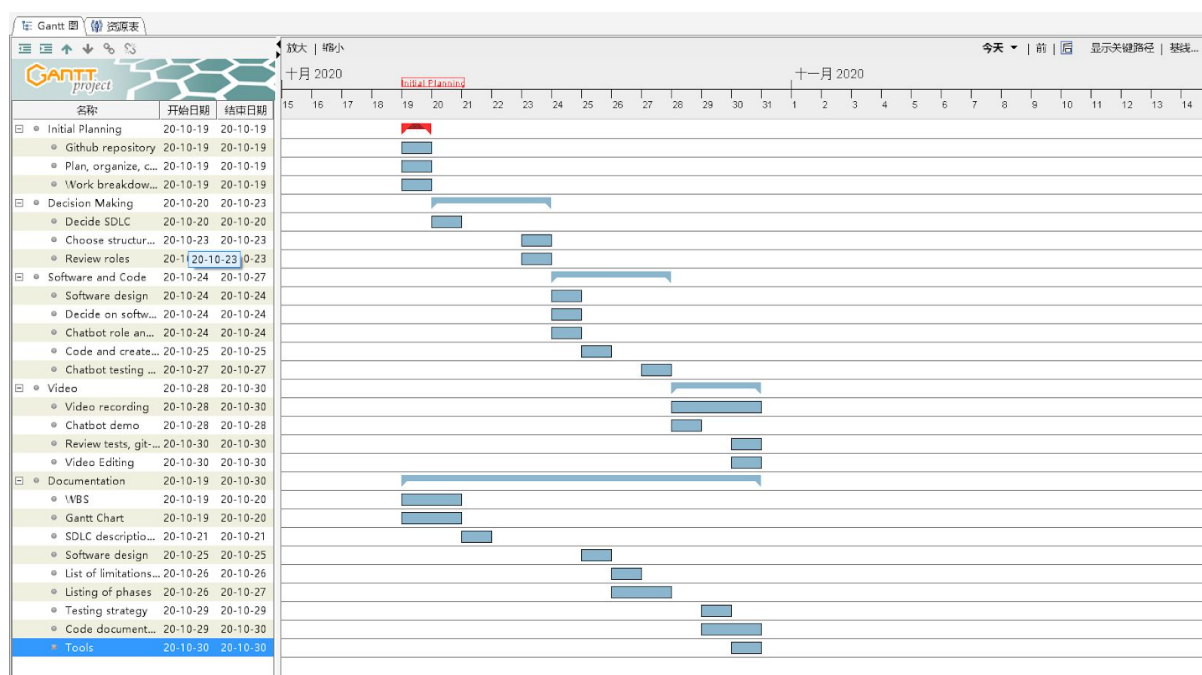 Gantt 图 资源表
放大 | 缩小 今天 ▼ | 前 | 后 显示关键路径 | 基线...
GANTT project
十月 2020 十一月 2020
Initial Planning
名称 开始日期 结束日期
15 16 17 18 19 20 21 22 23 24 25 26 27 28 29 30 31 1 2 3 4 5 6 7 8 9 10 11 12 13 14
Initial Planning 20-10-19 20-10-19
Github repository 20-10-19 20-10-19
Plan, organize, c... 20-10-19 20-10-19
Work breakdow... 20-10-19 20-10-19
Decision Making 20-10-20 20-10-23
Decide SDLC 20-10-20 20-10-20
Choose structur... 20-10-23 20-10-23
Review roles 20-1 20-10-23 0-23
Software and Code 20-10-24 20-10-27
Software design 20-10-24 20-10-24
Decide on softw... 20-10-24 20-10-24
Chatbot role an... 20-10-24 20-10-24
Code and create... 20-10-25 20-10-25
Chatbot testing ... 20-10-27 20-10-27
Video 20-10-28 20-10-30
Video recording 20-10-28 20-10-30
Chatbot demo 20-10-28 20-10-28
Review tests, git-... 20-10-30 20-10-30
Video Editing 20-10-30 20-10-30
Documentation 20-10-19 20-10-30
WBS 20-10-19 20-10-20
Gantt Chart 20-10-19 20-10-20
SDLC descriptio... 20-10-21 20-10-21
Software design 20-10-25 20-10-25
List of limitations... 20-10-26 20-10-26
Listing of phases 20-10-26 20-10-27
Testing strategy 20-10-29 20-10-29
Code document... 20-10-29 20-10-30
Tools 20-10-30 20-10-30